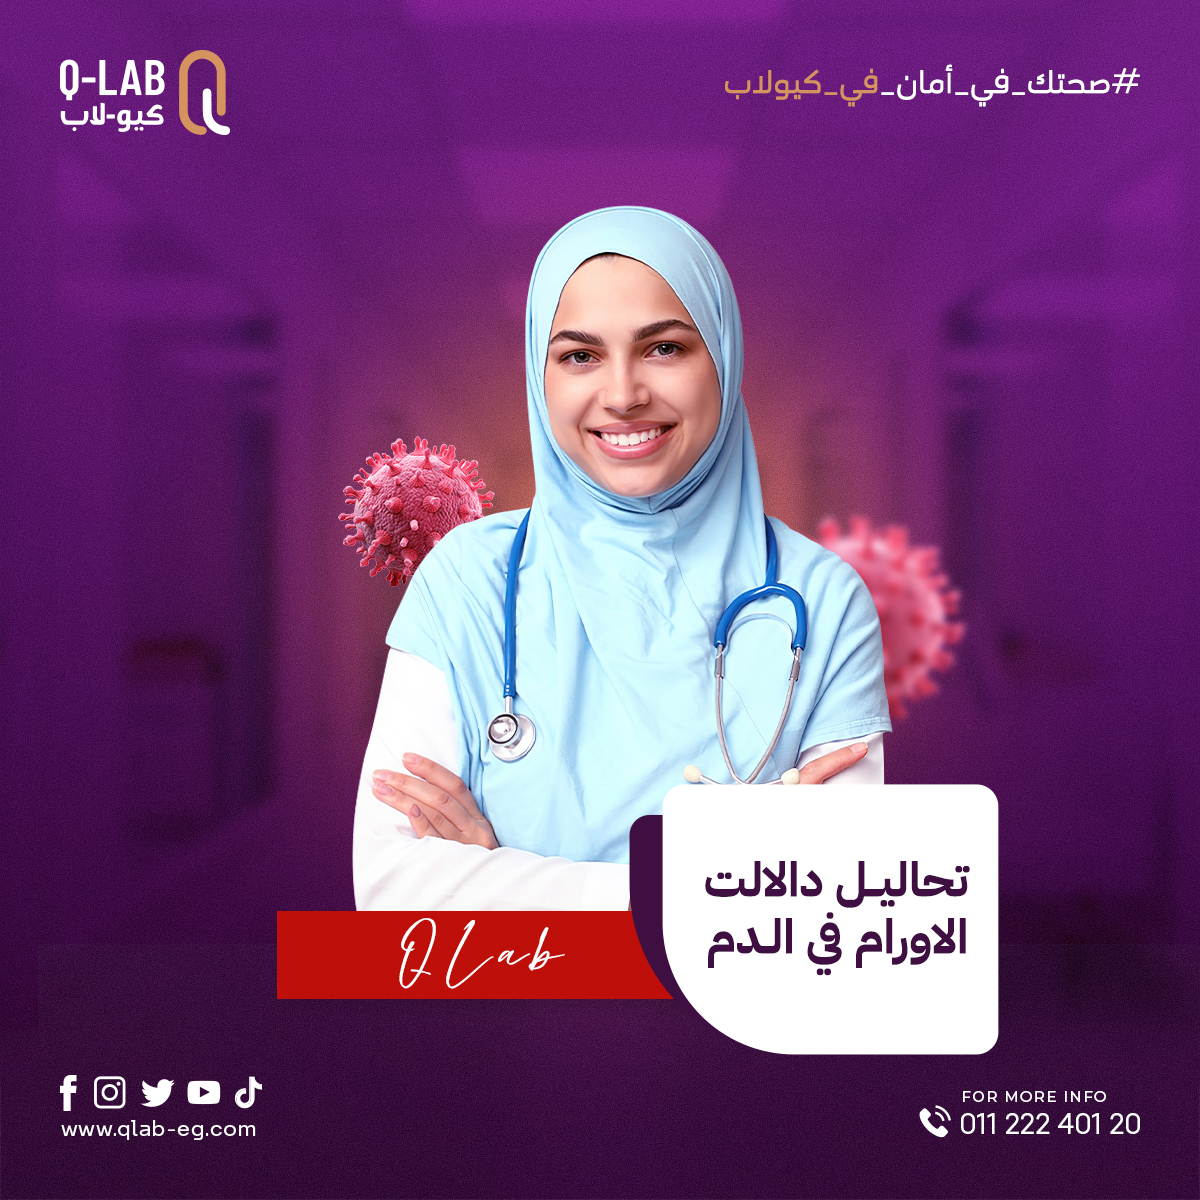 Q-LAB
كيو-لاب
#صحتك_في_أمان_في_كيولاب
تحاليل دالالت
الاورام في الدم
Q Lab
www.qlab-eg.com
FOR MORE INFO
011 222 401 20